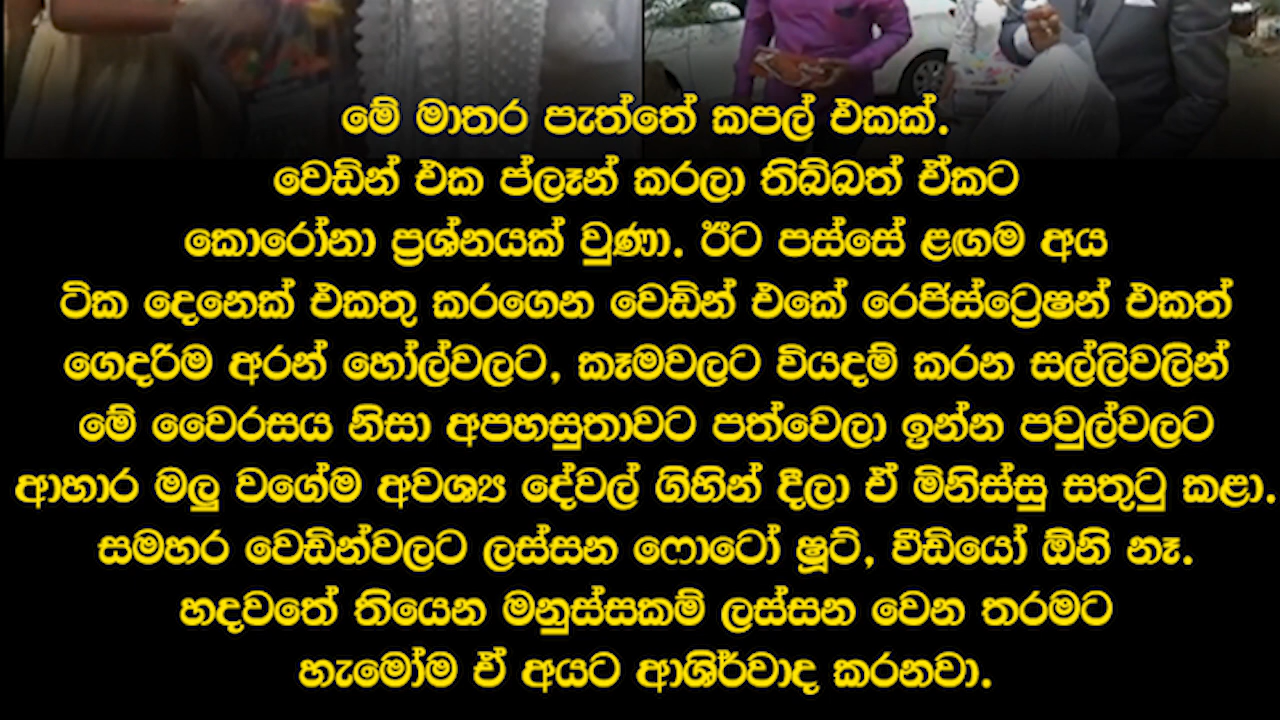 මේ මාතර පැත්තේ කපල් එකක්.
වෙඩින් එක ප්ලෑන් කරලා තිබ්බත් ඒකට
කොරෝනා ප්‍රශ්නයක් වුණා. ඊට පස්සේ ළඟම අය
ටික දෙනෙක් එකතු කරගෙන වෙඩින් එකේ රෙජිස්ට්‍රේෂන් එකත්
ගෙදරිම අරන් හෝල්වලට, කෑමවලට වියදම් කරන සල්ලිවලින්
මේ වෛරසය නිසා අපහසුතාවට පත්වෙලා ඉන්න පවුල්වලට
ආහාර මලු වගේම අවශ්‍ය දේවල් ගිහින් දීලා ඒ මිනිස්සු සතුටු කළා.
සමහර වෙඩින්වලට ලස්සන ෆොටෝ ෂූට්, වීඩියෝ ඕනි නෑ.
හදවතේ තියෙන මනුස්සකම් ලස්සන වෙන තරමට
හැමෝම ඒ අයට ආශිර්වාද කරනවා.